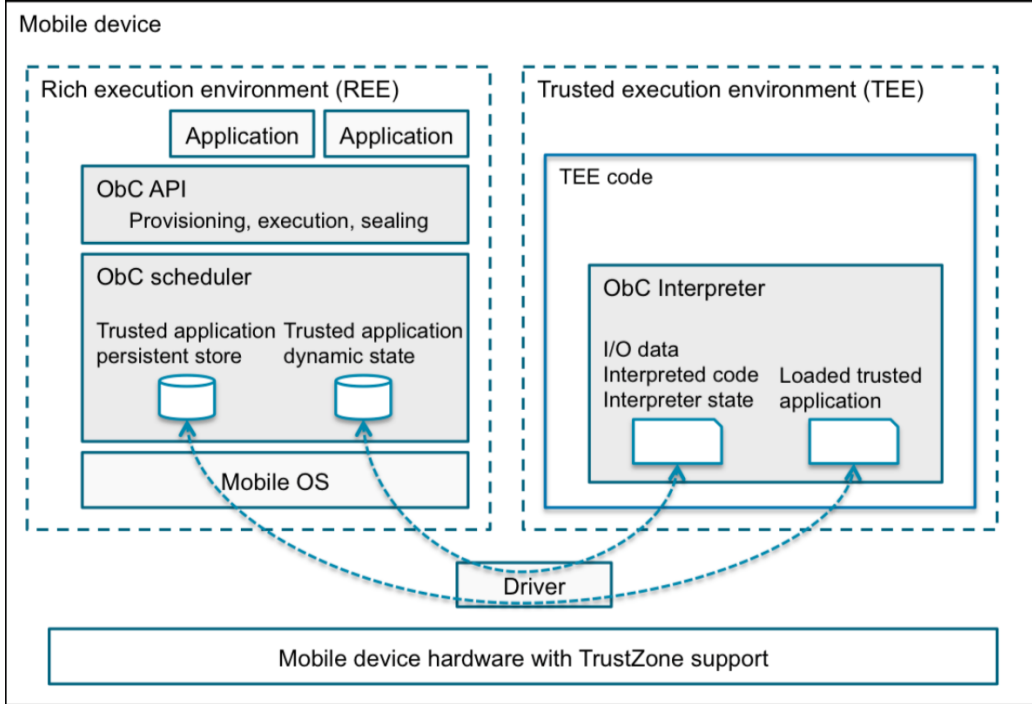 Mobile device
Rich execution environment (REE)
Application
Application
ObC API
Provisioning, execution, sealing
ObC scheduler
Trusted application
persistent store
Trusted application
dynamic state
Mobile OS
Trusted execution environment (TEE)
TEE code
ObC Interpreter
I/O data
Interpreted code
Interpreter state
Loaded trusted
application
Driver
Mobile device hardware with TrustZone support